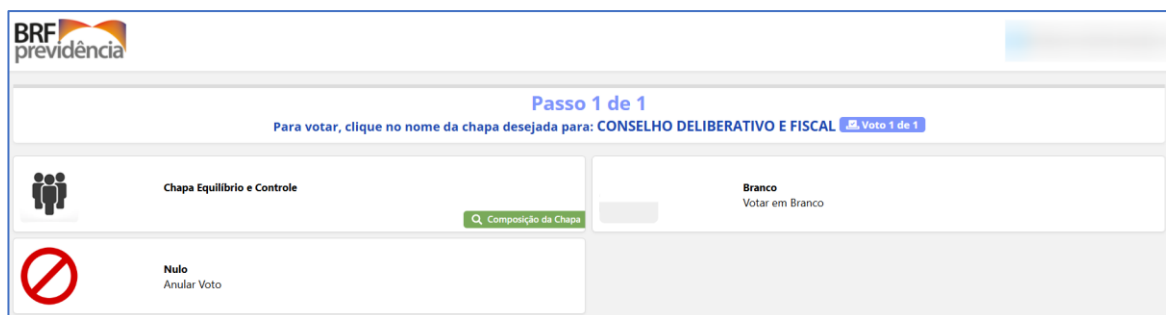 BRF
previdência
Passo 1 de 1
Para votar, clique no nome da chapa desejada para: CONSELHO DELIBERATIVO E FISCAL Voto 1 de 1
Chapa Equilíbrio e Controle
Composição da Chapa
Branco
Votar em Branco
Nulo
Anular Voto